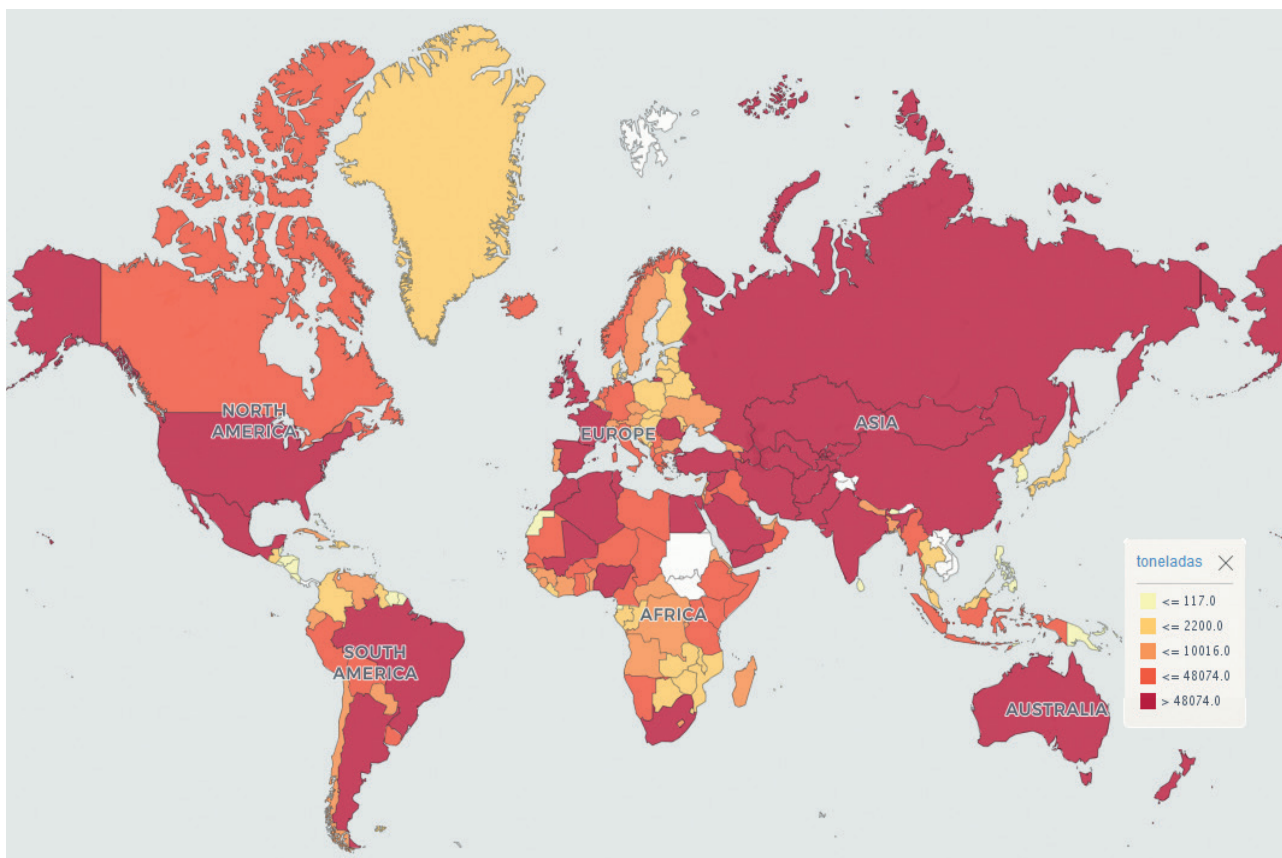 NORTH
AMERICA
EUROPE
ASIA
AFRICA
SOUTH
AMERICA
AUSTRALIA
toneladas
<= 117.0
<= 2200.0
<= 10016.0
<= 48074.0
> 48074.0